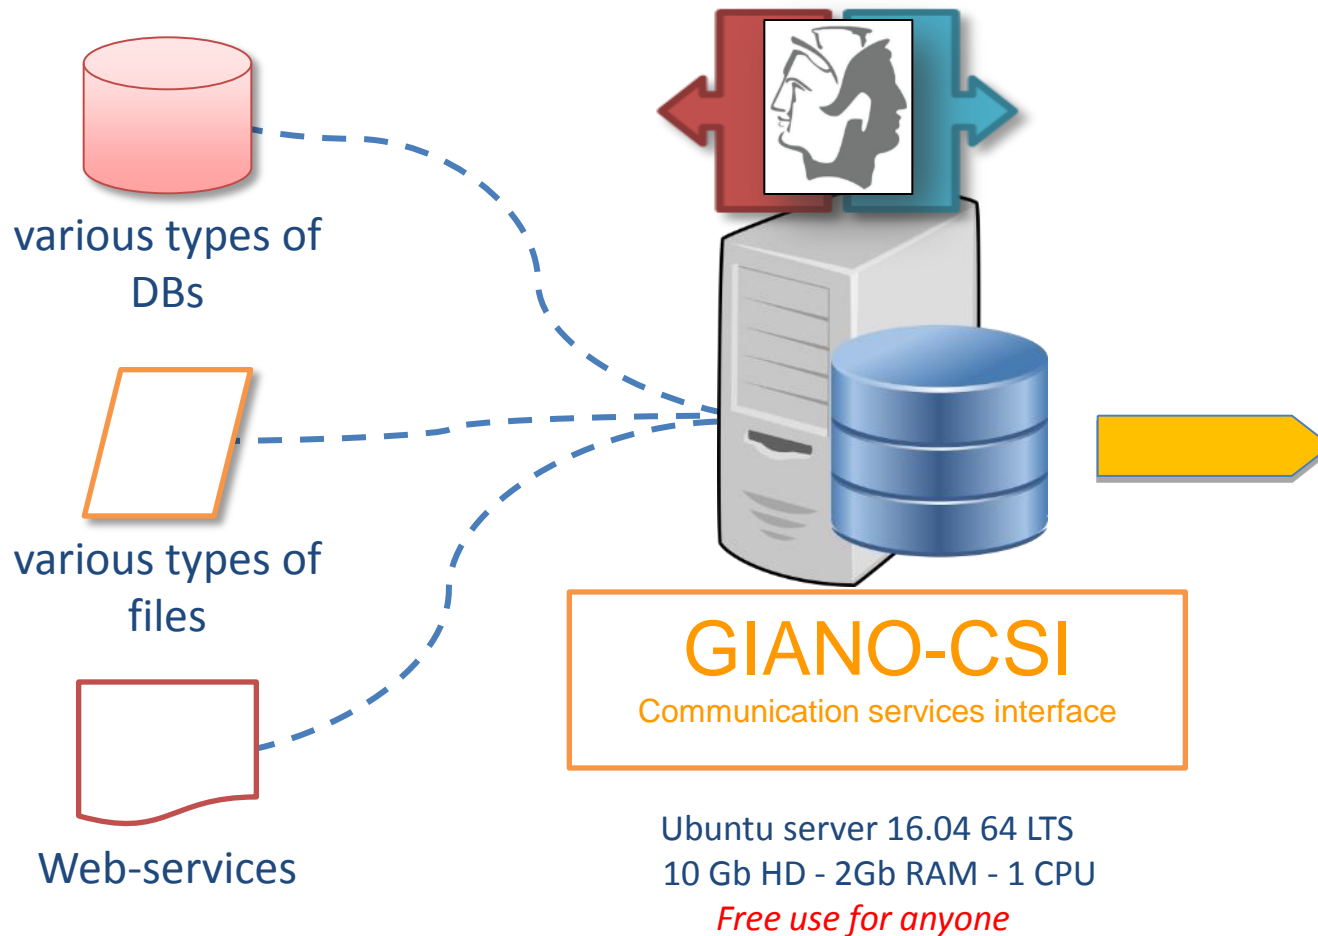 various types of
DBs
various types of
files
Web-services
GIANO-CSI
Communication services interface
Ubuntu server 16.04 64 LTS
10 Gb HD - 2Gb RAM - 1 CPU
Free use for anyone